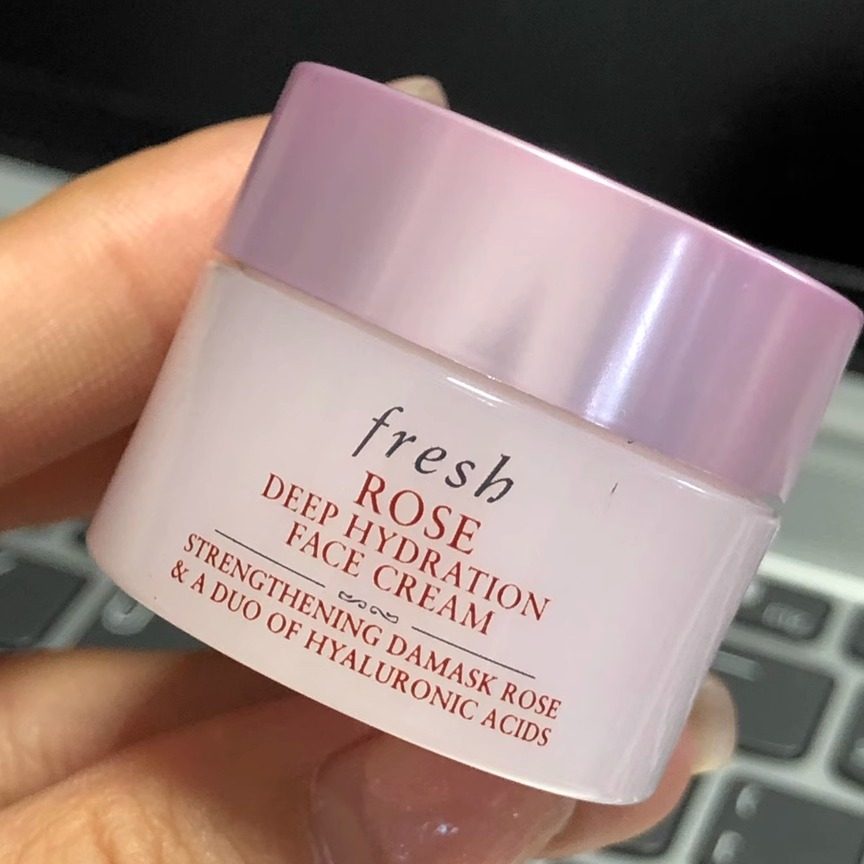 fresh
ROSE
DEEP HYDRATION
FACE CREAM
STRENGTHENING DAMASK ROSE
& A DUO OF HYALURONIC ACIDS